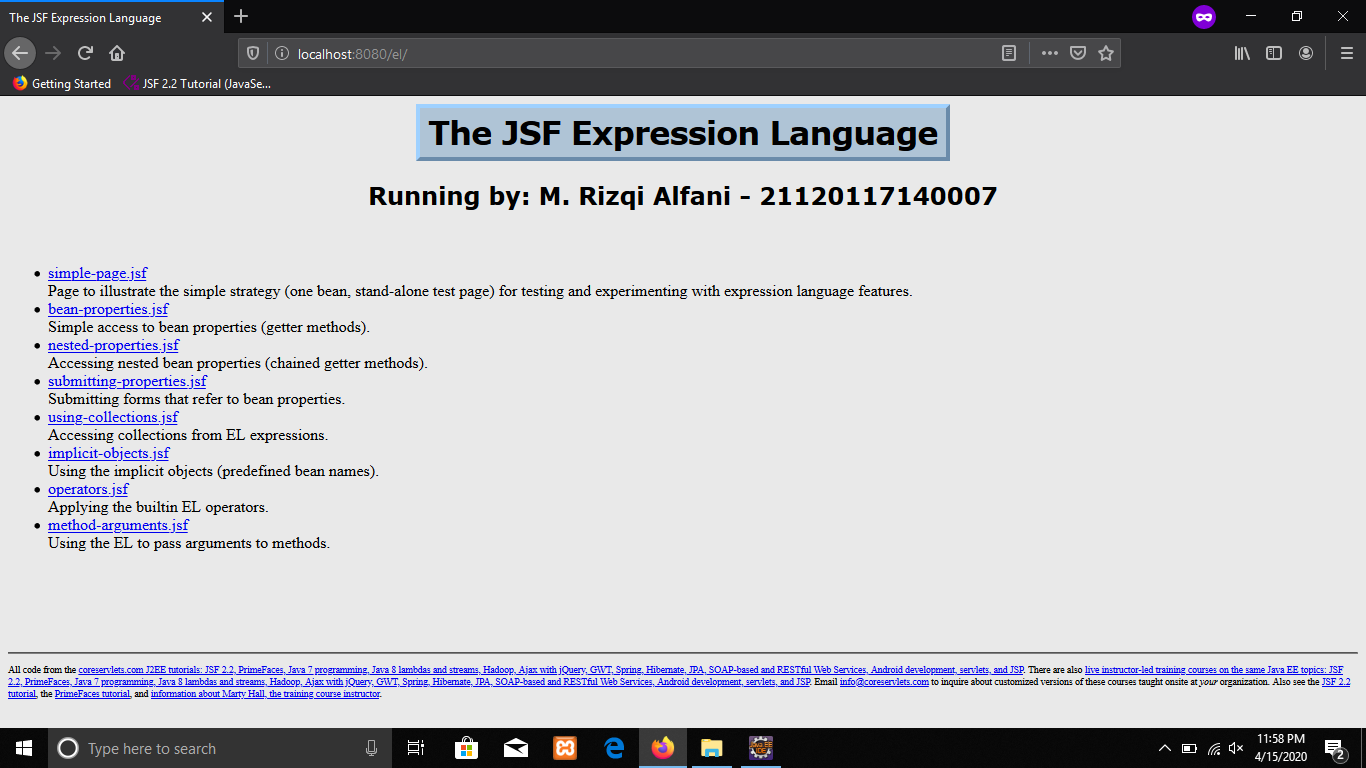 The JSF Expression Language
localhost:8080/el/
Getting Started
JSF 2.2 Tutorial (JavaSe...
The JSF Expression Language
Running by: M. Rizqi Alfani - 21120117140007
simple-page.jsf
Page to illustrate the simple strategy (one bean, stand-alone test page) for testing and experimenting with expression language features.
bean-properties.jsf
Simple access to bean properties (getter methods).
nested-properties.jsf
Accessing nested bean properties (chained getter methods).
submitting-properties.jsf
Submitting forms that refer to bean properties.
using-collections.jsf
Accessing collections from EL expressions.
implicit-objects.jsf
Using the implicit objects (predefined bean names).
operators.jsf
Applying the builtin EL operators.
method-arguments.jsf
Using the EL to pass arguments to methods.
All code from the coreservlets.com J2EE tutorials: JSF 2.2, PrimeFaces, Java 7 programming, Java 8 lambdas and streams, Hadoop, Ajax with jQuery, GWT, Spring, Hibernate, JPA, SOAP-based and RESTful Web Services, Android development, servlets, and JSP. There are also live instructor-led training courses on the same Java EE topics: JSF
2.2, PrimeFaces, Java 7 programming, Java 8 lambdas and streams, Hadoop, Ajax with jQuery, GWT, Spring, Hibernate, JPA, SOAP-based and RESTful Web Services, Android development, servlets, and JSP. Email info@coreservlets.com to inquire about customized versions of these courses taught onsite at your organization. Also see the JSF 2.2
tutorial, the PrimeFaces tutorial, and information about Marty Hall, the training course instructor.
Type here to search
Java EE
IDE
11:58 PM
4/15/2020
2